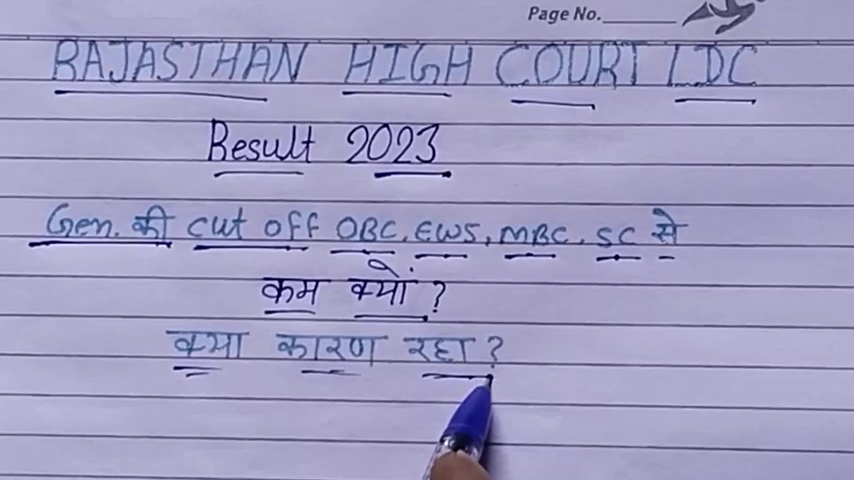 Page No.
RAJASTHAN HIGH COURT LDC
Result 2023
Gen. की cut off OBC, EWS, MBC, SC से
कम क्यों ?
क्या कारण रहा ?